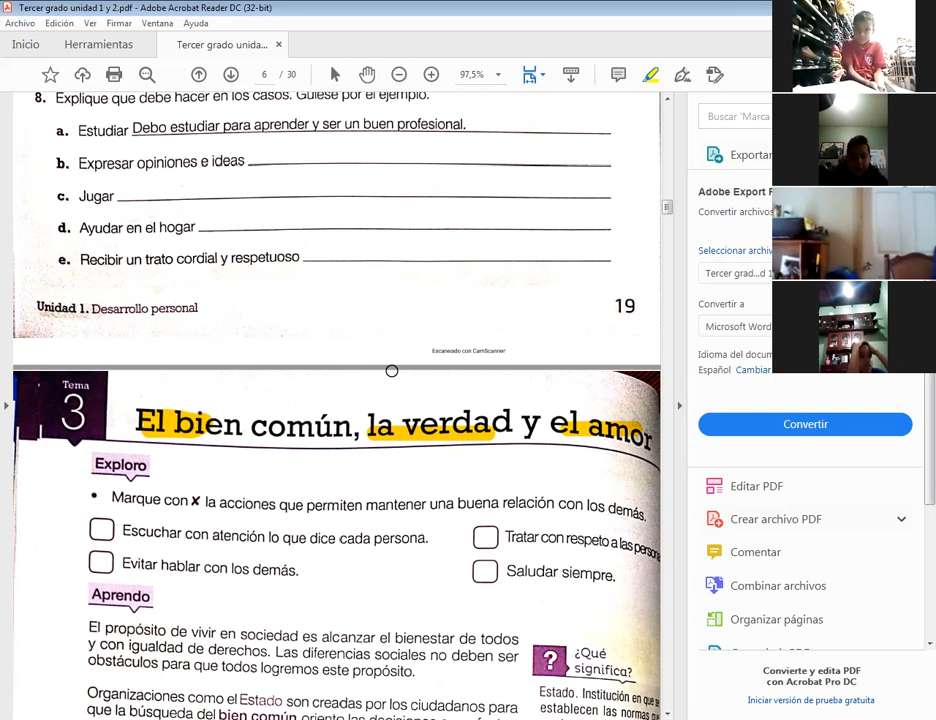 Tercer grado unidad 1 y 2.pdf - Adobe Acrobat Reader DC (32-bit)
Archivo Edición Ver Firmar Ventana Ayuda
Inicio Herramientas Tercer grado unida... ×
6 / 30 97,5%
8. Explique que debe hacer en los casos. Guíese por el ejemplo.
a. Estudiar Debo estudiar para aprender y ser un buen profesional.
b. Expresar opiniones e ideas
c. Jugar
d. Ayudar en el hogar
e. Recibir un trato cordial y respetuoso
Unidad 1. Desarrollo personal 19
Escaneado con CamScanner
Tema
3
El bien común, la verdad y el amor
Exploro
• Marque con x la acciones que permiten mantener una buena relación con los demás.
Escuchar con atención lo que dice cada persona.
Tratar con respeto a las
Evitar hablar con los demás.
Saludar siempre.
Aprendo
El propósito de vivir en sociedad es alcanzar el bienestar de todos
y con igualdad de derechos. Las diferencias sociales no deben ser
obstáculos para que todos logremos este propósito.
Organizaciones como el Estado son creadas por los ciudadanos para
que la búsqueda del bien común
? ¿Qué
significa?
Estado. Institución en que
establecen las normas
Buscar 'Marca
Exportar
Adobe Export
Convertir archivos
Seleccionar archiv
Tercer grad...d 1
Convertir a
Microsoft Word
Idioma del docum
Español Cambiar
Convertir
Editar PDF
Crear archivo PDF
Comentar
Combinar archivos
Organizar páginas
Convierte y edita PDF
con Acrobat Pro DC
Iniciar versión de prueba gratuita